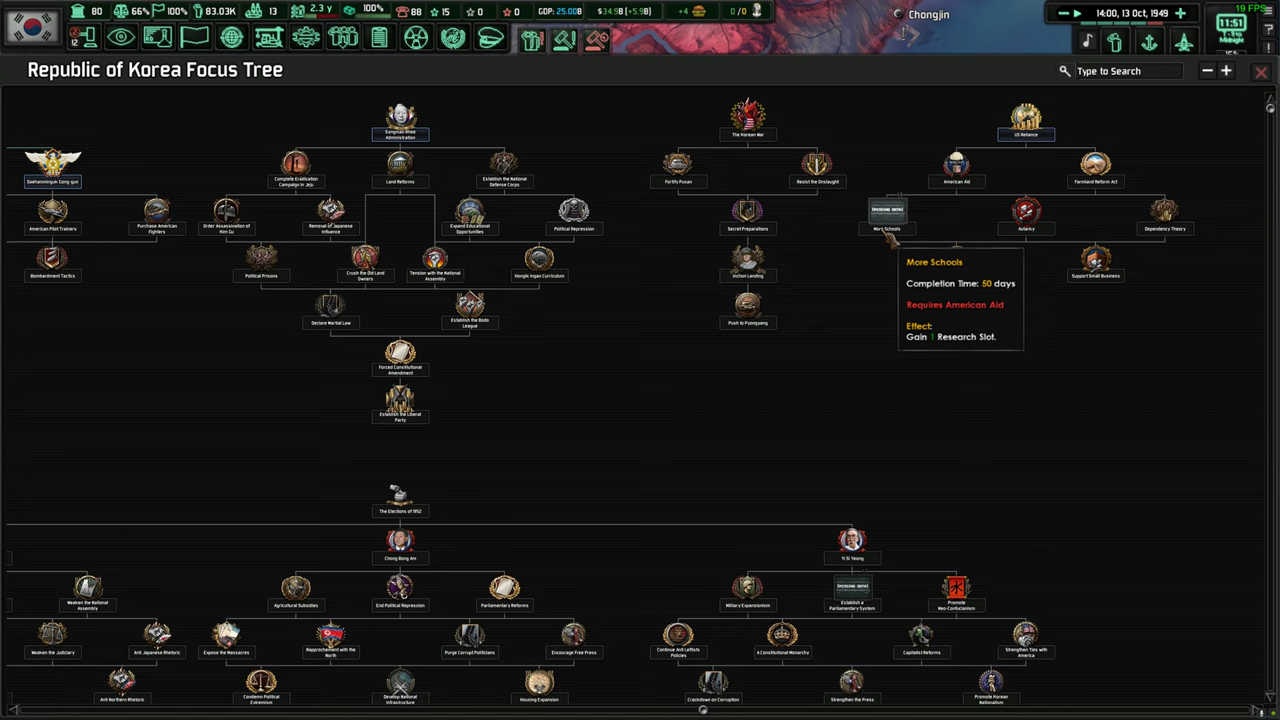 80 66% 100% 83.03K 13 2.3 y 100% 88 15 0 0 GDP: 25.00B $34.9B (+5.9B) +4 0/0
Chongjin
14:00, 13 Oct, 1949
19 FPS
11:51
Republic of Korea Focus Tree
Type to Search
Syngman Rhee
Administration
The Korean War
US Reliance
Daehanminguk Gong-gun
Complete Eradication
Campaign in Jeju
Land Reforms
Establish the National
Defense Corps
Fortify Pusan
Resist the Onslaught
American Aid
Farmland Reform Act
MISSING DATA!
American Pilot Trainers
Purchase American
Fighters
Order Assassination of
Kim Gu
Removal of Japanese
Influence
Expand Educational
Opportunities
Political Repression
Secret Preparations
More Schools
Autarky
Dependency Theory
Bombardment Tactics
Political Prisons
Crush the Old Land
Owners
Tension with the National
Assembly
Hongik Ingan Curriculum
Inchon Landing
Support Small Business
More Schools
Completion Time: 50 days
Requires American Aid
Effect:
Gain 1 Research Slot.
Declare Martial Law
Establish the Bodo
League
Push to Pyongyang
Forced Constitutional
Amendment
Establish the Liberal
Party
The Elections of 1952
Chong Bong Am
Yi Si Yeong
MISSING DATA!
Weaken the National
Assembly
Agricultural Subsidies
End Political Repression
Parliamentary Reforms
Military Expansionism
Establish a
Parliamentary System
Promote
Neo-Confucianism
Weaken the Judiciary
Anti Japanese Rhetoric
Expose the Massacres
Rapprochement with the
North
Purge Corrupt Politicians
Encourage Free Press
Continue Anti Leftists
Policies
A Constitutional Monarchy
Capitalist Reforms
Strengthen Ties with
America
Anti Northern Rhetoric
Condemn Political
Extremism
Develop National
Infrastructure
Housing Expansion
Crackdown on Corruption
Strengthen the Press
Promote Korean
Nationalism